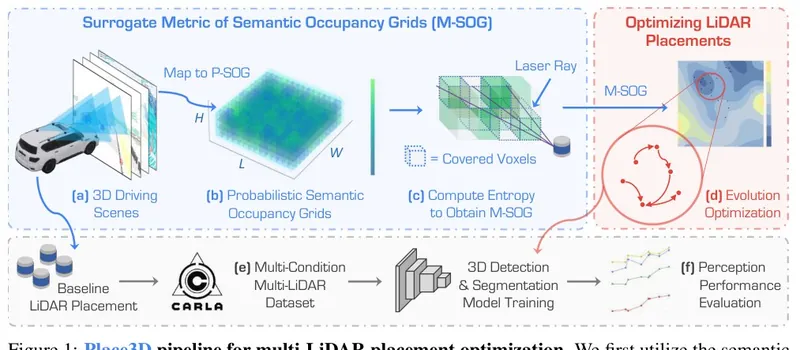 Surrogate Metric of Semantic Occupancy Grids (M-SOG)
Optimizing LiDAR
Placements
Map to P-SOG
Laser Ray
M-SOG
H
L
W
= Covered Voxels
(a) 3D Driving
Scenes
(b) Probabilistic Semantic
Occupancy Grids
(c) Compute Entropy
to Obtain M-SOG
(d) Evolution
Optimization
Baseline
LiDAR Placement
CARLA
(e) Multi-Condition
Multi-LiDAR
Dataset
3D Detection
& Segmentation
Model Training
(f) Perception
Performance
Evaluation
Figure 1: Place3D pipeline for multi-LiDAR placement optimization. We first utilize the semantic